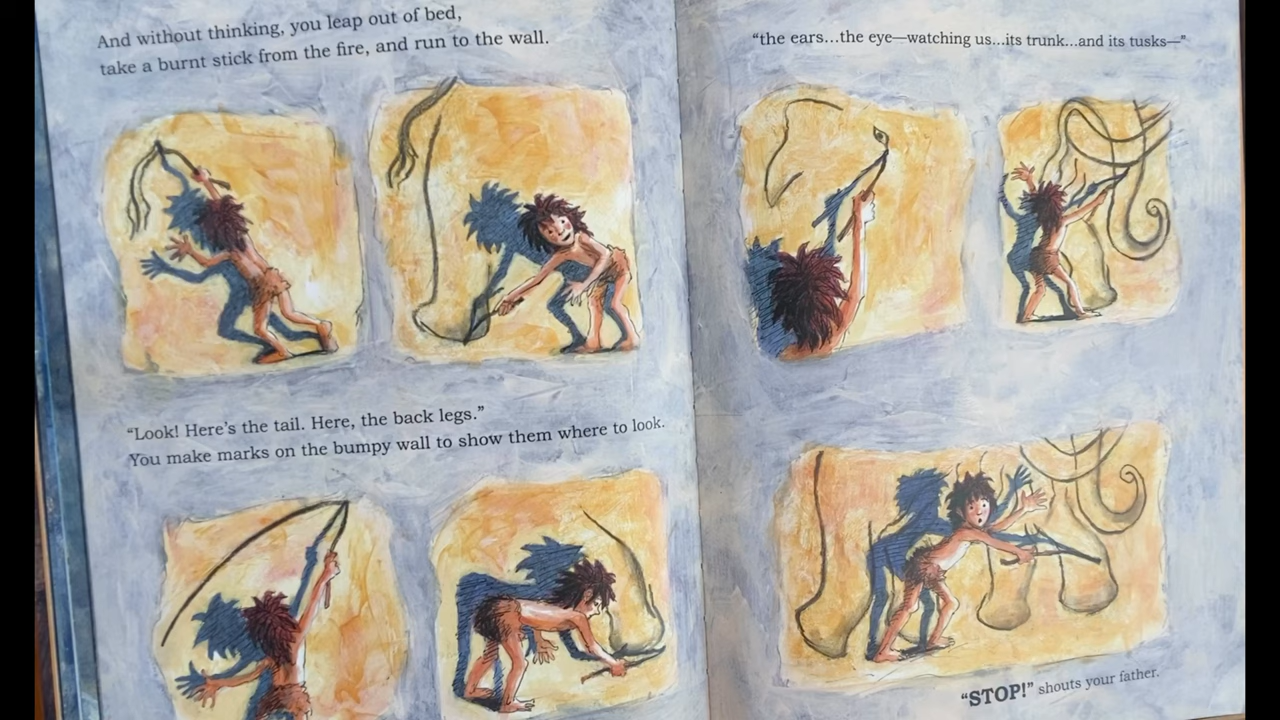 And without thinking, you leap out of bed,
take a burnt stick from the fire, and run to the wall.
“Look! Here’s the tail. Here, the back legs.”
You make marks on the bumpy wall to show them where to look.
“the ears...the eye—watching us...its trunk...and its tusks—”
“STOP!” shouts your father.